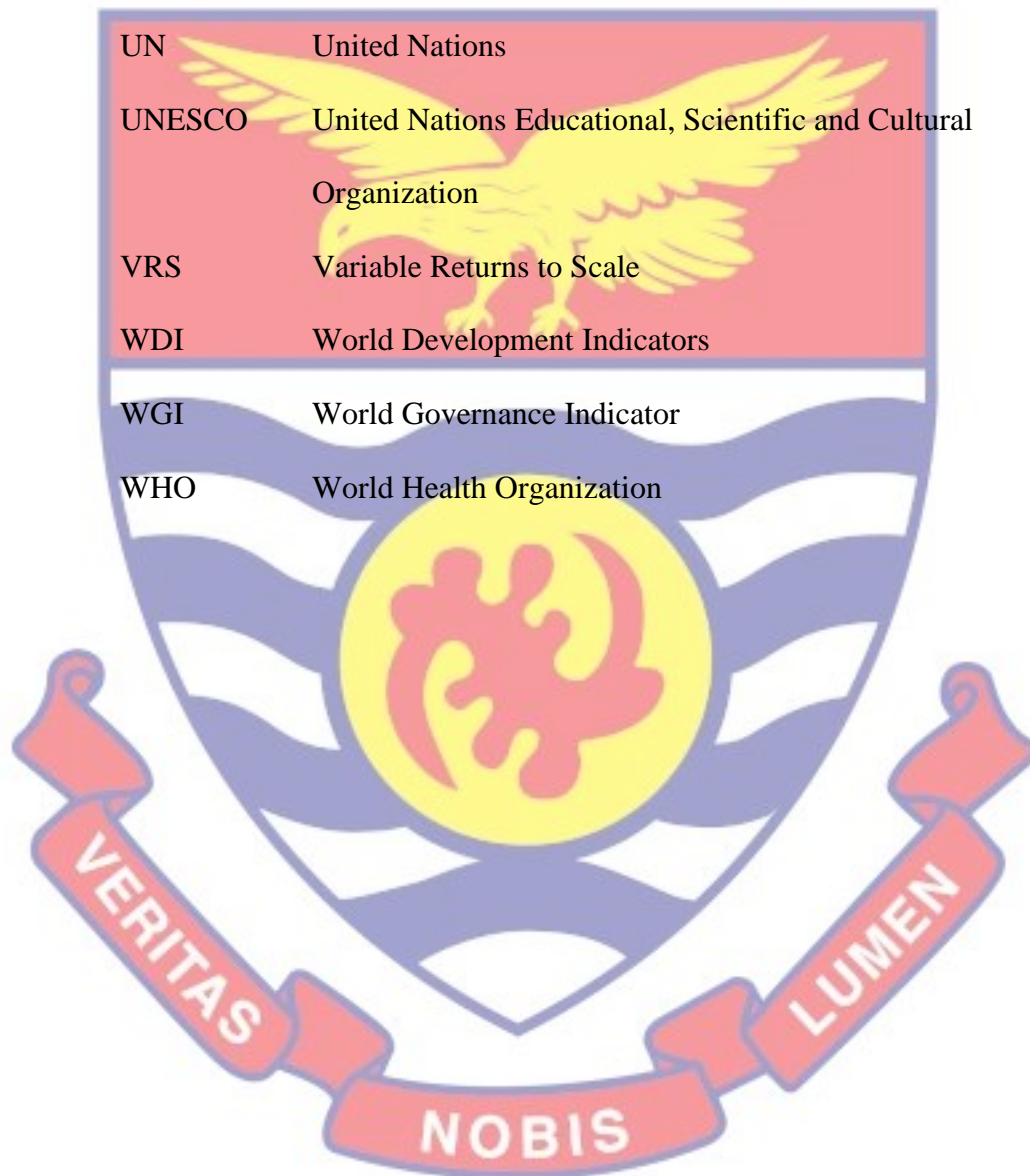 UN United Nations
UNESCO United Nations Educational, Scientific and Cultural
Organization
VRS Variable Returns to Scale
WDI World Development Indicators
WGI World Governance Indicator
WHO World Health Organization
VERITAS
NOBIS
LUMEN